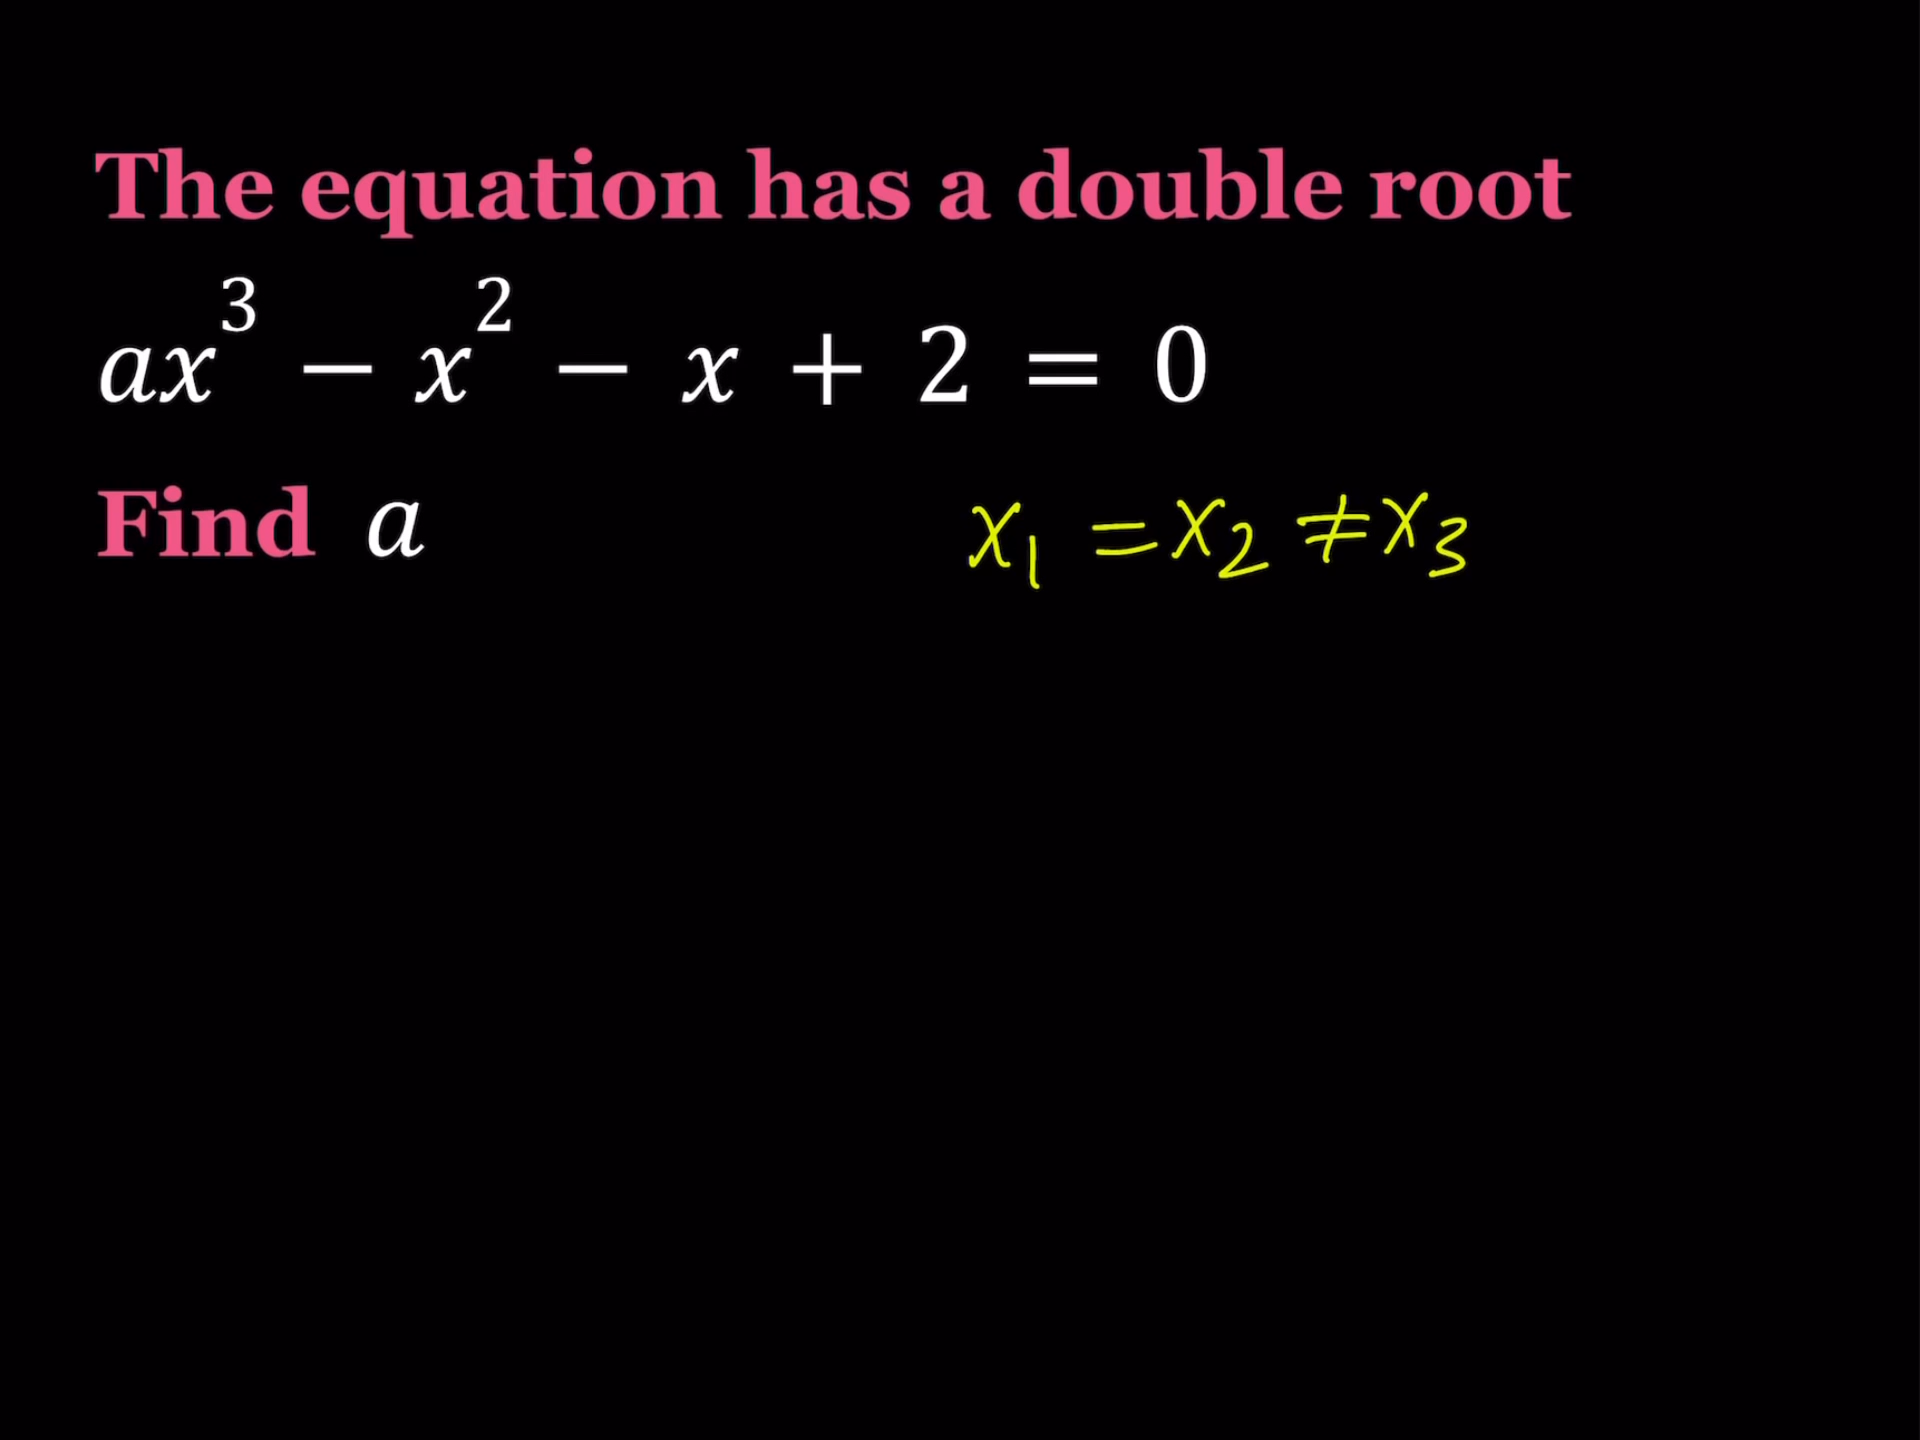 The equation has a double root
ax³ − x² − x + 2 = 0
Find a
x₁ = x₂ ≠ x₃